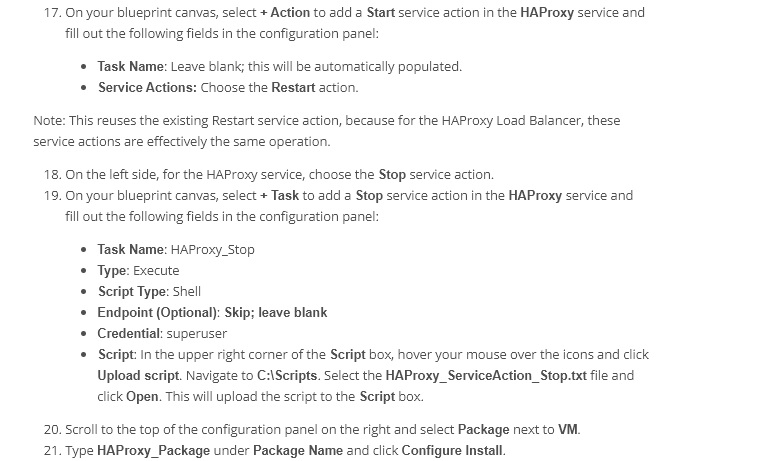 17. On your blueprint canvas, select + Action to add a Start service action in the HAProxy service and
fill out the following fields in the configuration panel:
• Task Name: Leave blank; this will be automatically populated.
• Service Actions: Choose the Restart action.
Note: This reuses the existing Restart service action, because for the HAProxy Load Balancer, these
service actions are effectively the same operation.
18. On the left side, for the HAProxy service, choose the Stop service action.
19. On your blueprint canvas, select + Task to add a Stop service action in the HAProxy service and
fill out the following fields in the configuration panel:
• Task Name: HAProxy_Stop
• Type: Execute
• Script Type: Shell
• Endpoint (Optional): Skip; leave blank
• Credential: superuser
• Script: In the upper right corner of the Script box, hover your mouse over the icons and click
Upload script. Navigate to C:\Scripts. Select the HAProxy_ServiceAction_Stop.txt file and
click Open. This will upload the script to the Script box.
20. Scroll to the top of the configuration panel on the right and select Package next to VM.
21. Type HAProxy_Package under Package Name and click Configure Install.